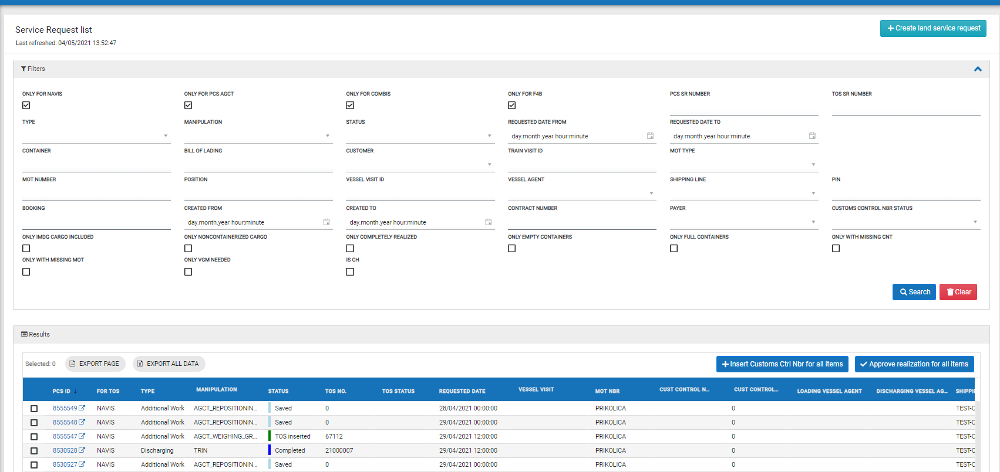 Service Request list
Create land service request
Last refreshed: 04/05/2021 13:52:47
Filters
ONLY FOR NAVIS ONLY FOR PCS AGCT ONLY FOR COMBIS ONLY FOR F4B PCS SR NUMBER TOS SR NUMBER
TYPE MANIPULATION STATUS REQUESTED DATE FROM REQUESTED DATE TO
day.month.year hour:minute day.month.year hour:minute
CONTAINER BILL OF LADING CUSTOMER TRAIN VISIT ID MOT TYPE
MOT NUMBER POSITION VESSEL VISIT ID VESSEL AGENT SHIPPING LINE PIN
BOOKING CREATED FROM CREATED TO CONTRACT NUMBER PAYER CUSTOMS CONTROL NBR STATUS
day.month.year hour:minute day.month.year hour:minute
ONLY IMDG CARGO INCLUDED ONLY NONCONTAINERIZED CARGO ONLY COMPLETELY REALIZED ONLY EMPTY CONTAINERS ONLY FULL CONTAINERS ONLY WITH MISSING CNT
ONLY WITH MISSING MOT ONLY VGM NEEDED IS CH
Search Clear
Results
Selected: 0 EXPORT PAGE EXPORT ALL DATA Insert Customs Ctrl Nbr for all items Approve realization for all items
PCS ID FOR TOS TYPE MANIPULATION STATUS TOS NO. TOS STATUS REQUESTED DATE VESSEL VISIT MOT NBR CUST CONTROL N... CUST CONTROL... LOADING VESSEL AGENT DISCHARGING VESSEL AG... SHIPPI
8555549 NAVIS Additional Work AGCT_REPOSITIONIN... Saved 0 28/04/2021 00:00:00 PRIKOLICA 0 TEST-C
8555548 NAVIS Additional Work AGCT_REPOSITIONIN... Saved 0 29/04/2021 00:00:00 PRIKOLICA 0 TEST-C
8555547 NAVIS Additional Work AGCT_WEIGHING_GR... TOS inserted 67112 29/04/2021 12:00:00 PRIKOLICA 0 TEST-C
8530528 NAVIS Discharging TRIN Completed 21000007 29/04/2021 12:00:00 PRIKOLICA 0 TEST-C
8530527 NAVIS Additional Work AGCT_REPOSITIONIN... Saved 0 29/04/2021 00:00:00 PRIKOLICA 0 TEST-C